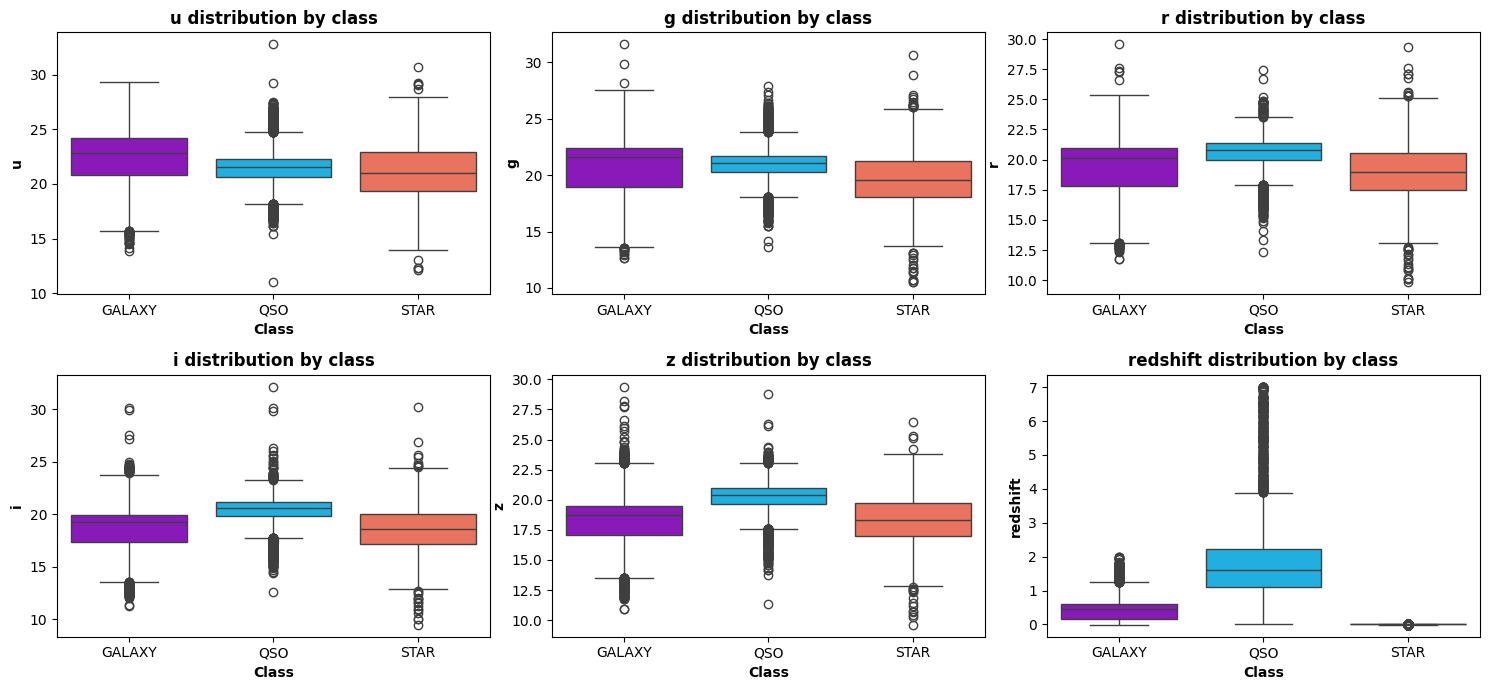 u distribution by class
u
30
25
20
15
10
GALAXY QSO STAR
Class
g distribution by class
g
30
25
20
15
10
GALAXY QSO STAR
Class
r distribution by class
r
30.0
27.5
25.0
22.5
20.0
17.5
15.0
12.5
10.0
GALAXY QSO STAR
Class
i distribution by class
i
30
25
20
15
10
GALAXY QSO STAR
Class
z distribution by class
z
30.0
27.5
25.0
22.5
20.0
17.5
15.0
12.5
10.0
GALAXY QSO STAR
Class
redshift distribution by class
redshift
7
6
5
4
3
2
1
0
GALAXY QSO STAR
Class